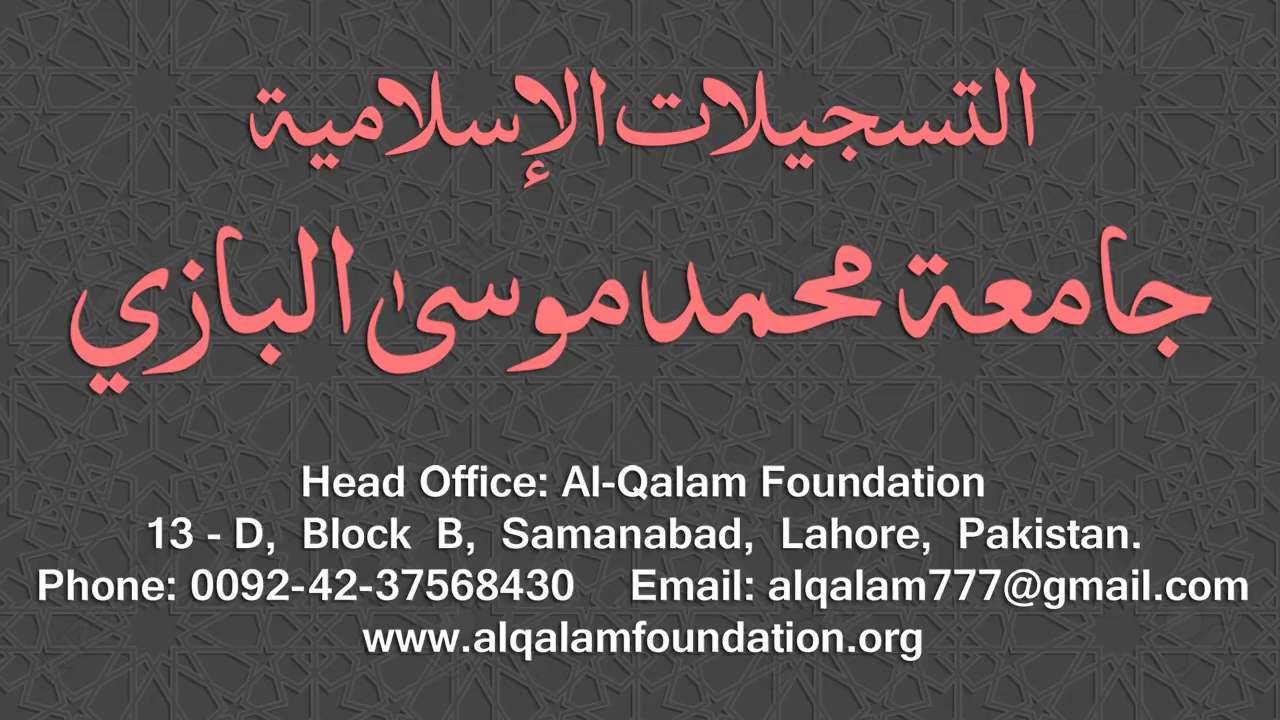 التسجيلات الإسلامية
جامعة محمد موسىٰ البازي
Head Office: Al-Qalam Foundation
13 - D, Block B, Samanabad, Lahore, Pakistan.
Phone: 0092-42-37568430 Email: alqalam777@gmail.com
www.alqalamfoundation.org